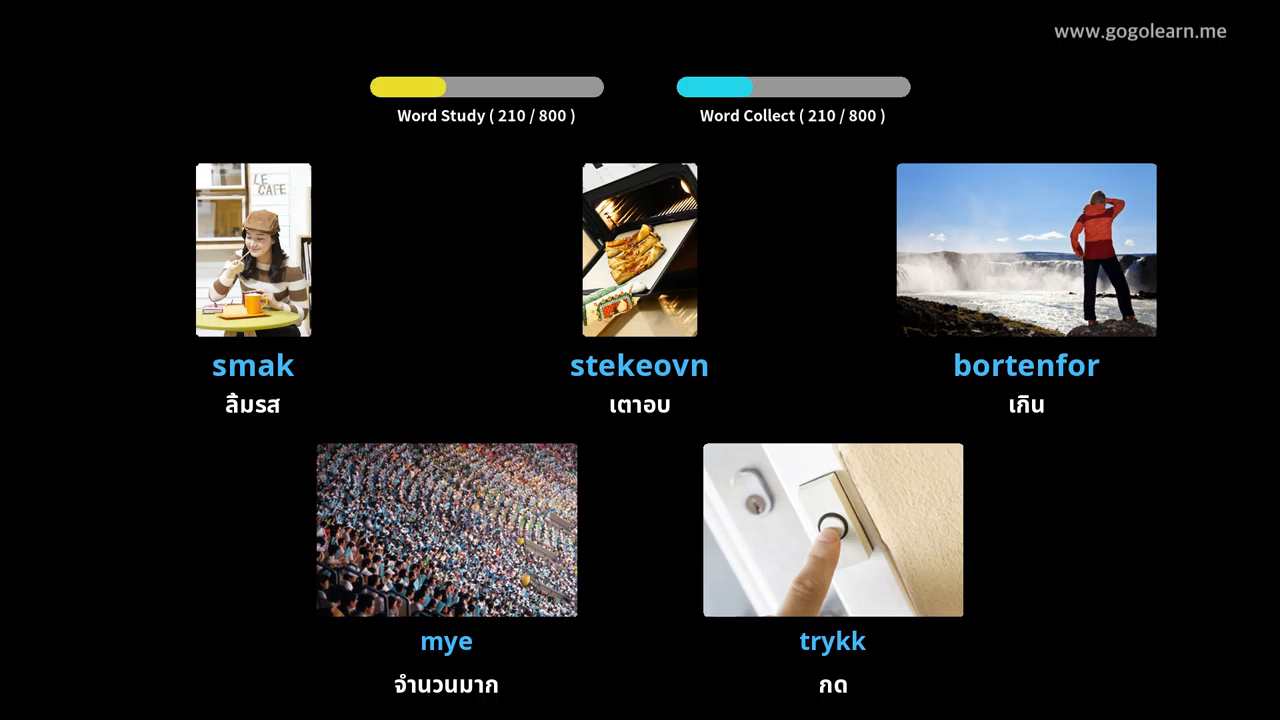 www.gogolearn.me
Word Study ( 210 / 800 )
Word Collect ( 210 / 800 )
LE
CAFE
smak
stekeovn
bortenfor
ลิ้มรส
เตาอบ
เกิน
mye
trykk
จำนวนมาก
กด